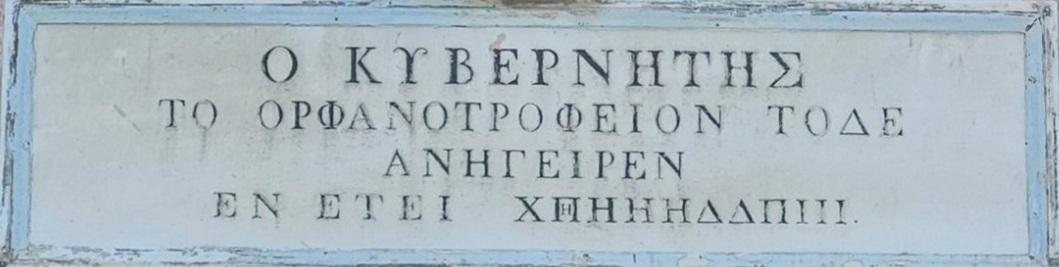 Ο ΚΥΒΕΡΝΗΤΗΣ
ΤΟ ΟΡΦΑΝΟΤΡΟΦΕΙΟΝ ΤΟΔΕ
ΑΝΗΓΕΙΡΕΝ
ΕΝ ΕΤΕΙ Χ𐅅ΗΗΗΔΔΠΙΙΙ.